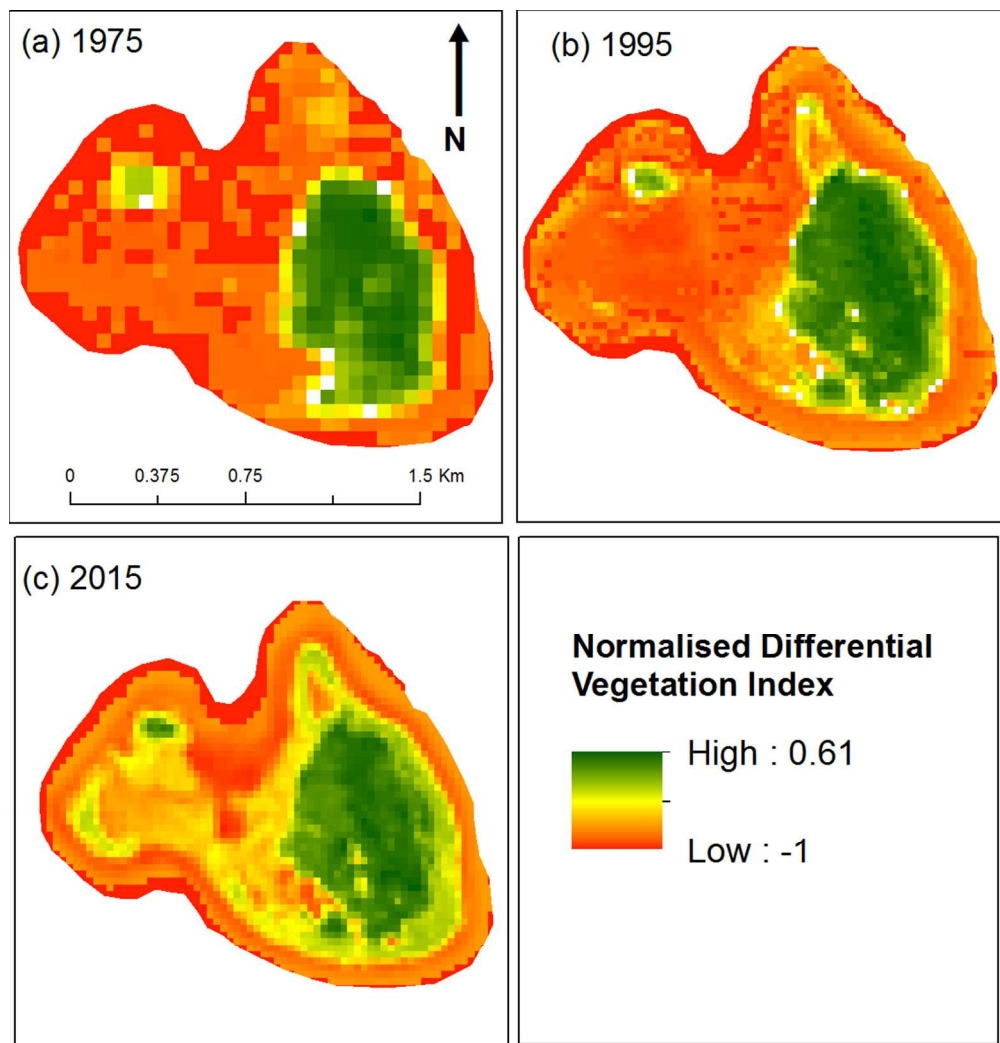 (a) 1975
N
0 0.375 0.75 1.5 Km
(b) 1995
(c) 2015
Normalised Differential
Vegetation Index
High : 0.61
Low : -1